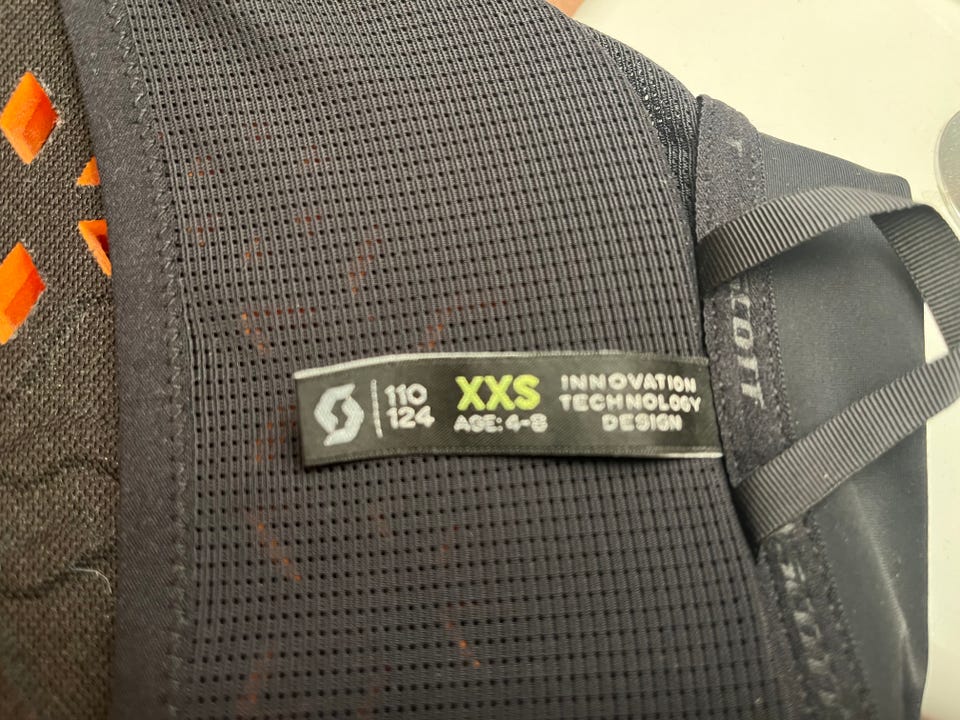 110
124
XXS
AGE: 4-8
INNOVATION
TECHNOLOGY
DESIGN